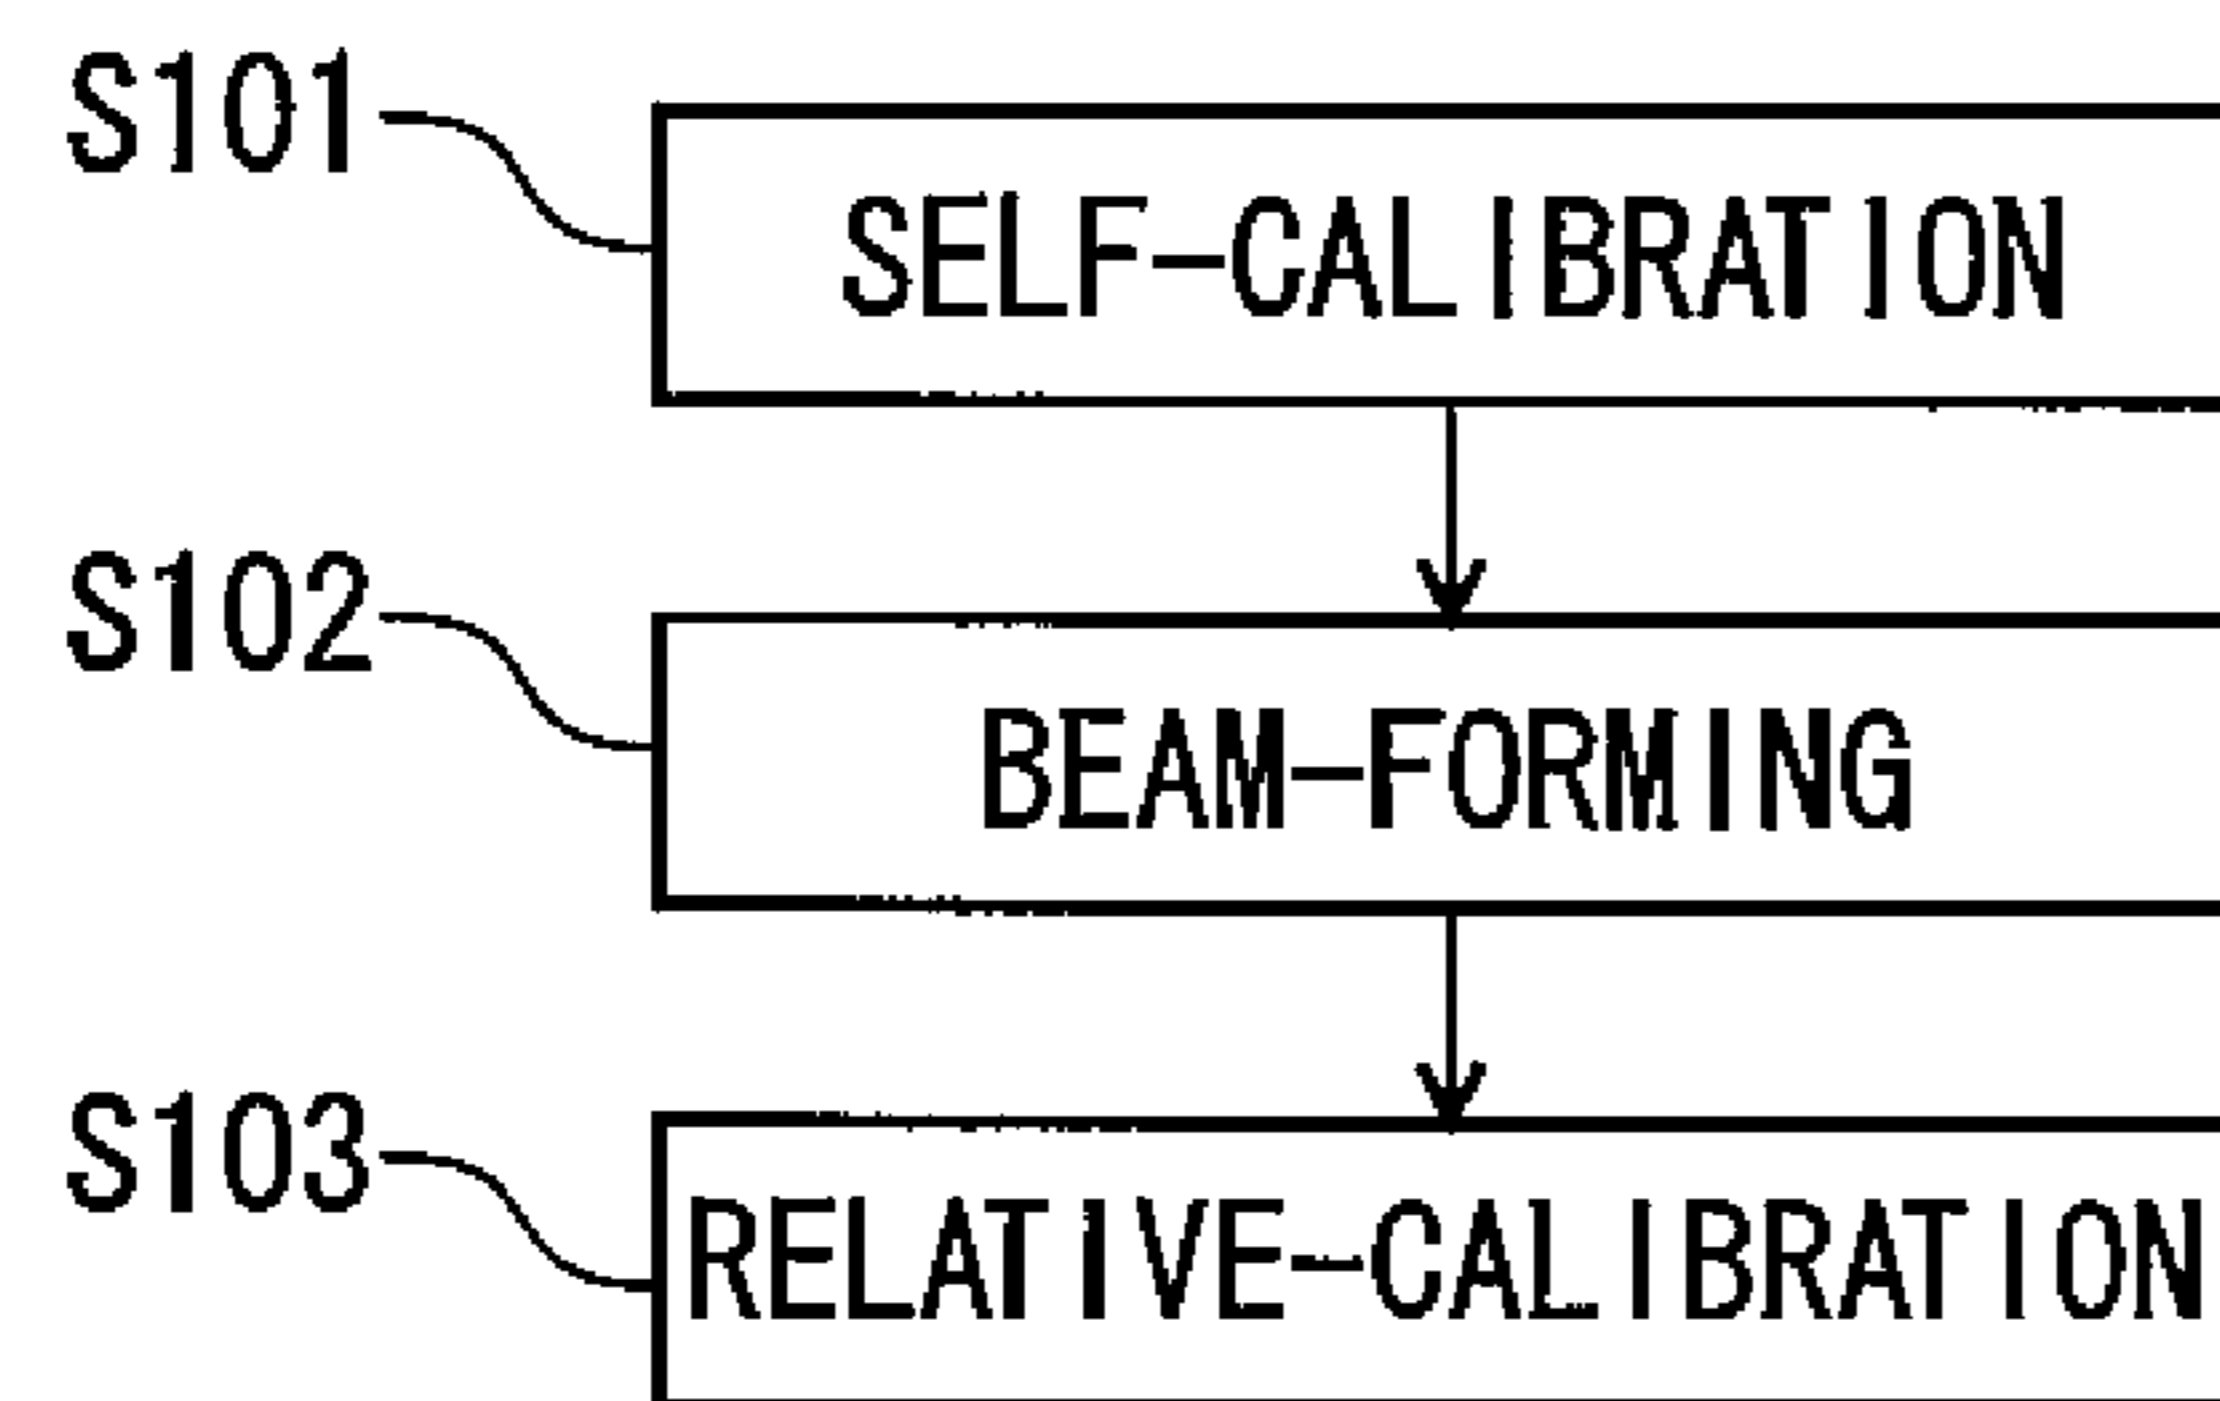 S101
SELF-CALIBRATION
S102
BEAM-FORMING
S103
RELATIVE-CALIBRATION